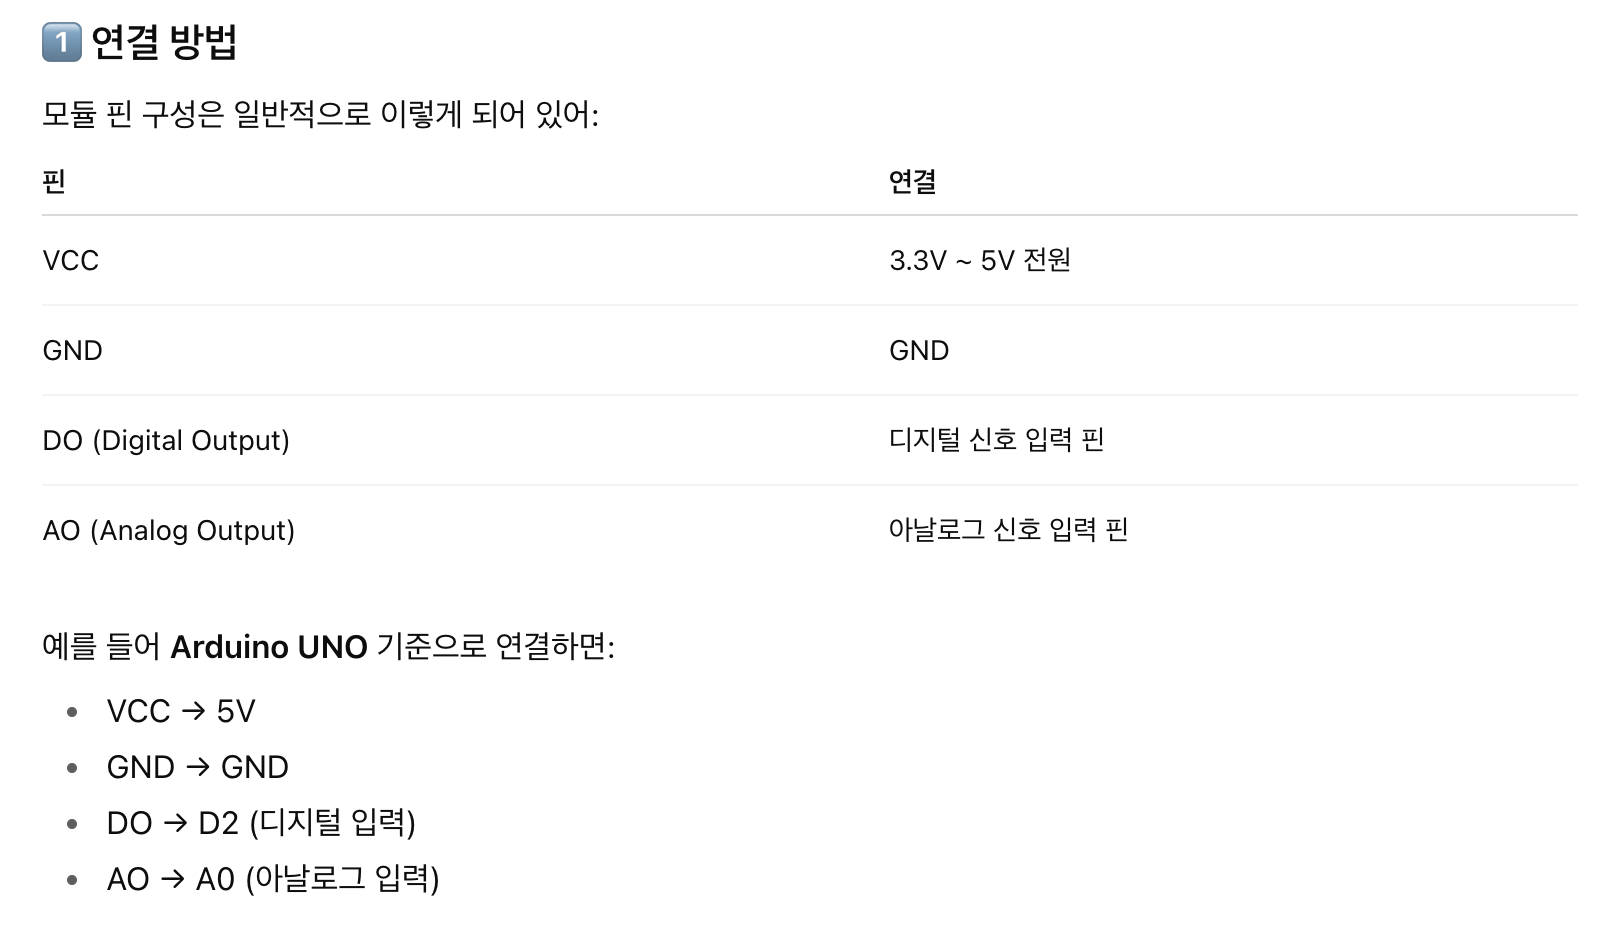 1️⃣ 연결 방법
모듈 핀 구성은 일반적으로 이렇게 되어 있어:
핀 연결
VCC 3.3V ~ 5V 전원
GND GND
DO (Digital Output) 디지털 신호 입력 핀
AO (Analog Output) 아날로그 신호 입력 핀
예를 들어 Arduino UNO 기준으로 연결하면:
• VCC → 5V
• GND → GND
• DO → D2 (디지털 입력)
• AO → A0 (아날로그 입력)